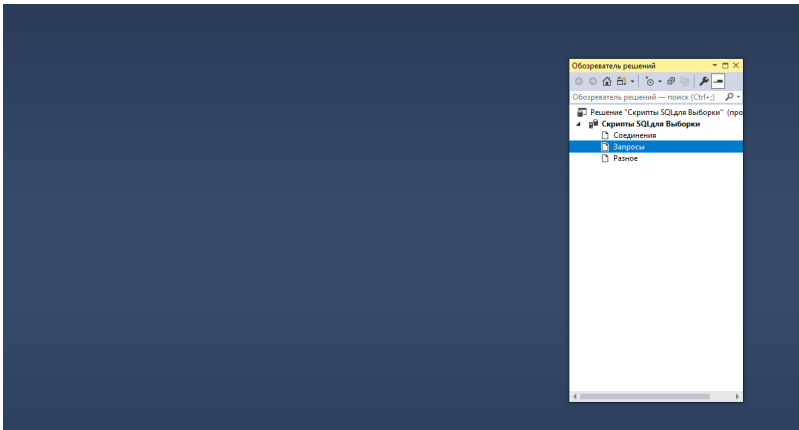 Обозреватель решений
Обозреватель решений — поиск (Ctrl+;)
Решение "Скрипты SQLдля Выборки" (про
Скрипты SQLдля Выборки
Соединения
Запросы
Разное